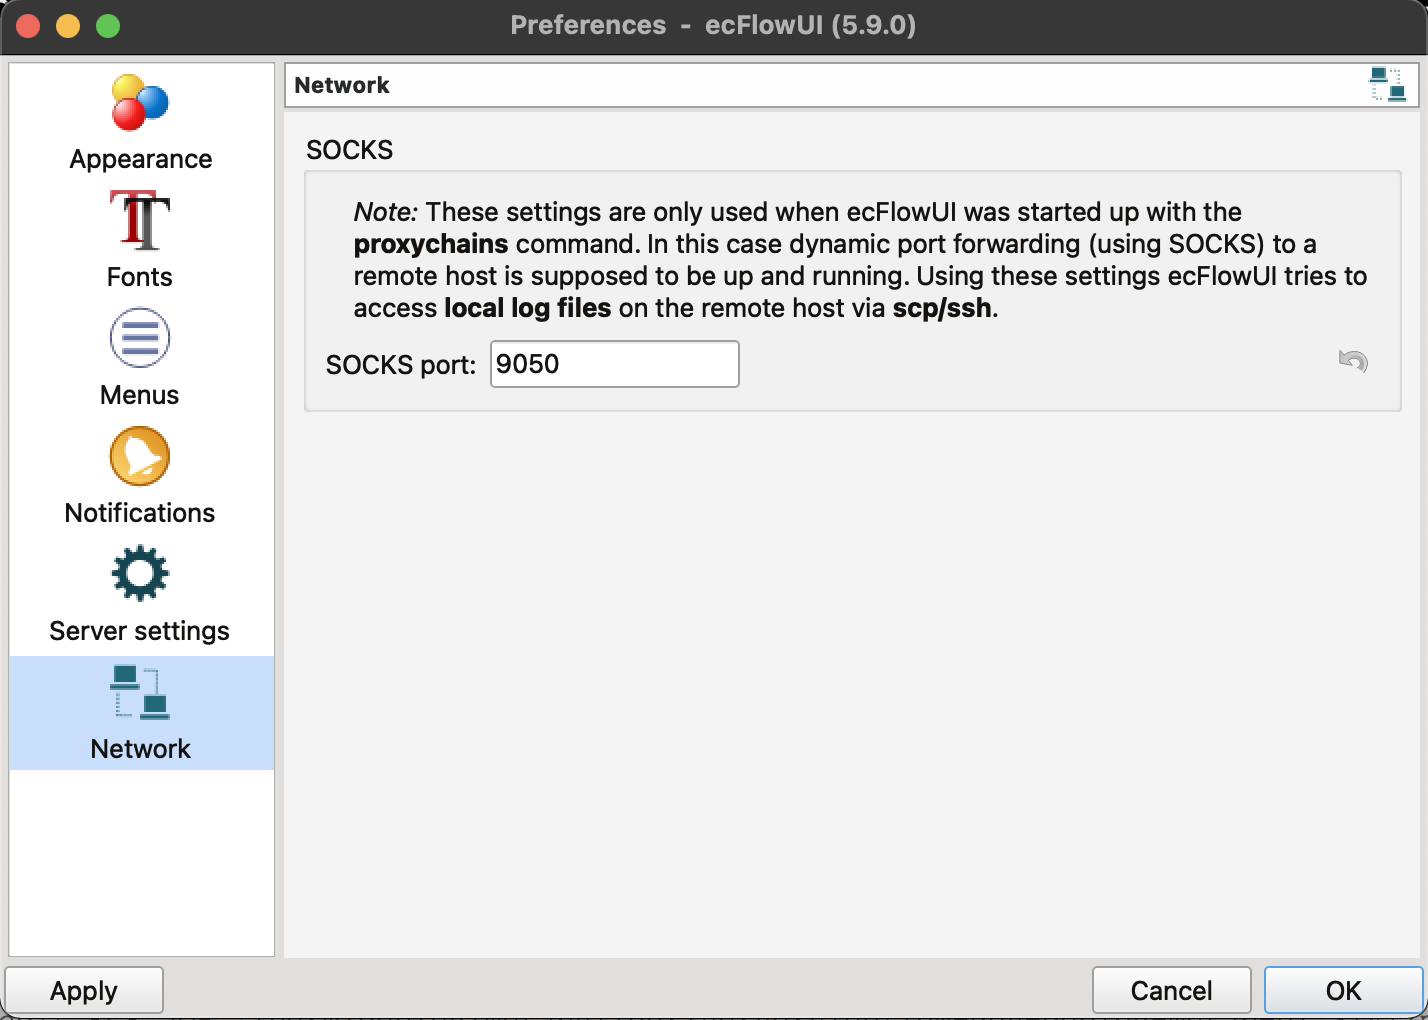 Preferences - ecFlowUI (5.9.0)
Appearance
Fonts
Menus
Notifications
Server settings
Network
Network
SOCKS
Note: These settings are only used when ecFlowUI was started up with the
proxychains command. In this case dynamic port forwarding (using SOCKS) to a
remote host is supposed to be up and running. Using these settings ecFlowUI tries to
access local log files on the remote host via scp/ssh.
SOCKS port: 9050
Apply
Cancel
OK